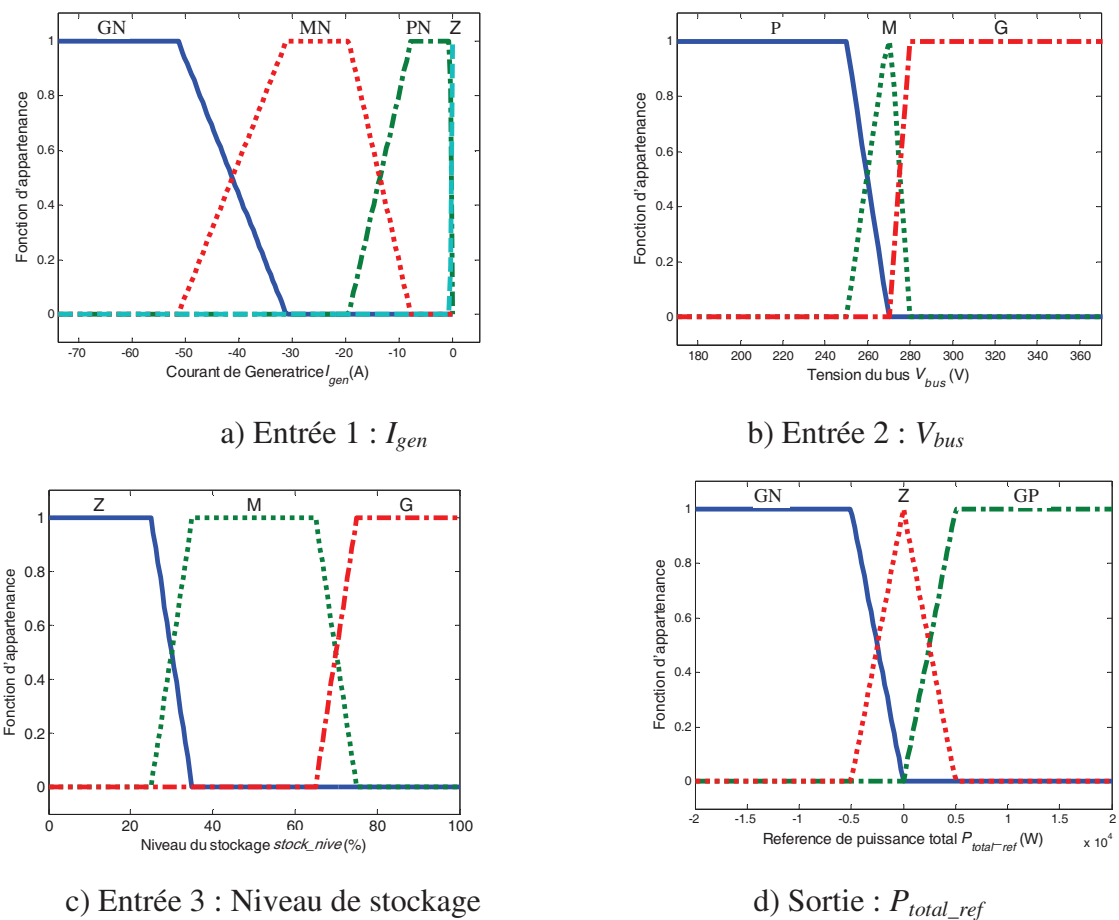 GN MN PN Z
1
0.8
0.6
0.4
0.2
0
Fonction d'appartenance
-70 -60 -50 -40 -30 -20 -10 0
Courant de Generatrice I_gen (A)
a) Entrée 1 : I_gen
P M G
1
0.8
0.6
0.4
0.2
0
Fonction d'appartenance
180 200 220 240 260 280 300 320 340 360
Tension du bus V_bus (V)
b) Entrée 2 : V_bus
Z M G
1
0.8
0.6
0.4
0.2
0
Fonction d'appartenance
0 20 40 60 80 100
Niveau du stockage stock_nive (%)
c) Entrée 3 : Niveau de stockage
GN Z GP
1
0.8
0.6
0.4
0.2
0
Fonction d'appartenance
-2 -1.5 -1 -0.5 0 0.5 1 1.5 2
x 10^4
Reference de puissance total P_total-ref (W)
d) Sortie : P_total_ref